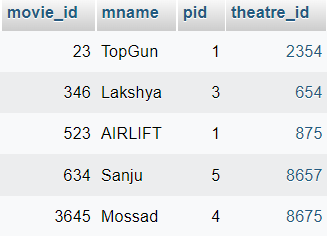 movie_id mname pid theatre_id
23 TopGun 1 2354
346 Lakshya 3 654
523 AIRLIFT 1 875
634 Sanju 5 8657
3645 Mossad 4 8675